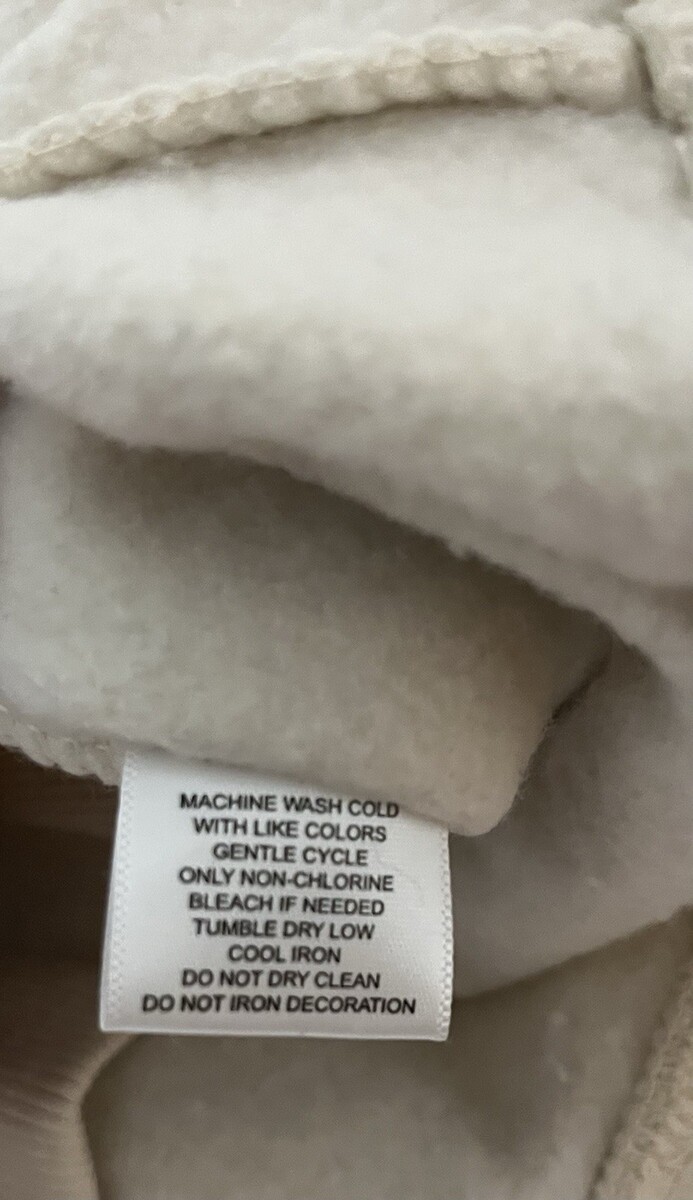 MACHINE WASH COLD
WITH LIKE COLORS
GENTLE CYCLE
ONLY NON-CHLORINE
BLEACH IF NEEDED
TUMBLE DRY LOW
COOL IRON
DO NOT DRY CLEAN
DO NOT IRON DECORATION